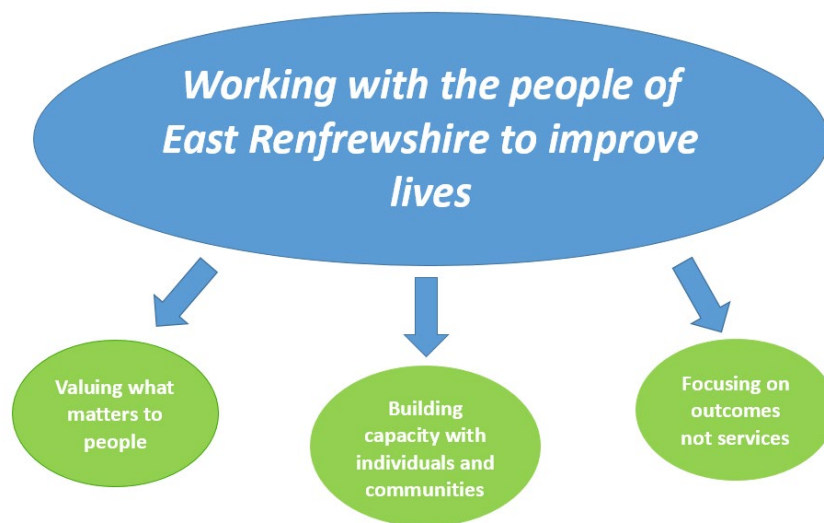 Working with the people of
East Renfrewshire to improve
lives
Valuing what
matters to
people
Building
capacity with
individuals and
communities
Focusing on
outcomes
not services